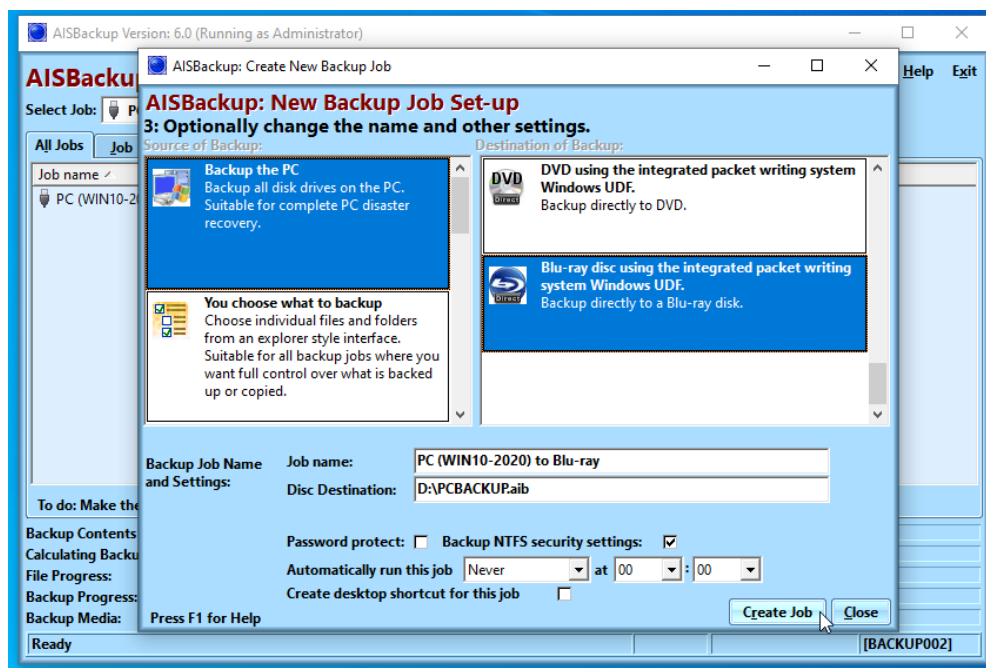 AISBackup Version: 6.0 (Running as Administrator)
AISBackup: Create New Backup Job
Help Exit
AISBackup: New Backup Job Set-up
Select Job:
3: Optionally change the name and other settings.
All Jobs Job
Source of Backup: Destination of Backup:
Job name
PC (WIN10-2
Backup the PC
Backup all disk drives on the PC.
Suitable for complete PC disaster
recovery.
You choose what to backup
Choose individual files and folders
from an explorer style interface.
Suitable for all backup jobs where you
want full control over what is backed
up or copied.
DVD
Direct
DVD using the integrated packet writing system
Windows UDF.
Backup directly to DVD.
Direct
Blu-ray disc using the integrated packet writing
system Windows UDF.
Backup directly to a Blu-ray disk.
Backup Job Name
and Settings:
Job name: PC (WIN10-2020) to Blu-ray
Disc Destination: D:\PCBACKUP.aib
Password protect: Backup NTFS security settings:
Automatically run this job Never at 00 : 00
Create desktop shortcut for this job
Press F1 for Help
Create Job Close
To do: Make the
Backup Contents
Calculating Backu
File Progress:
Backup Progress:
Backup Media:
Ready [BACKUP002]